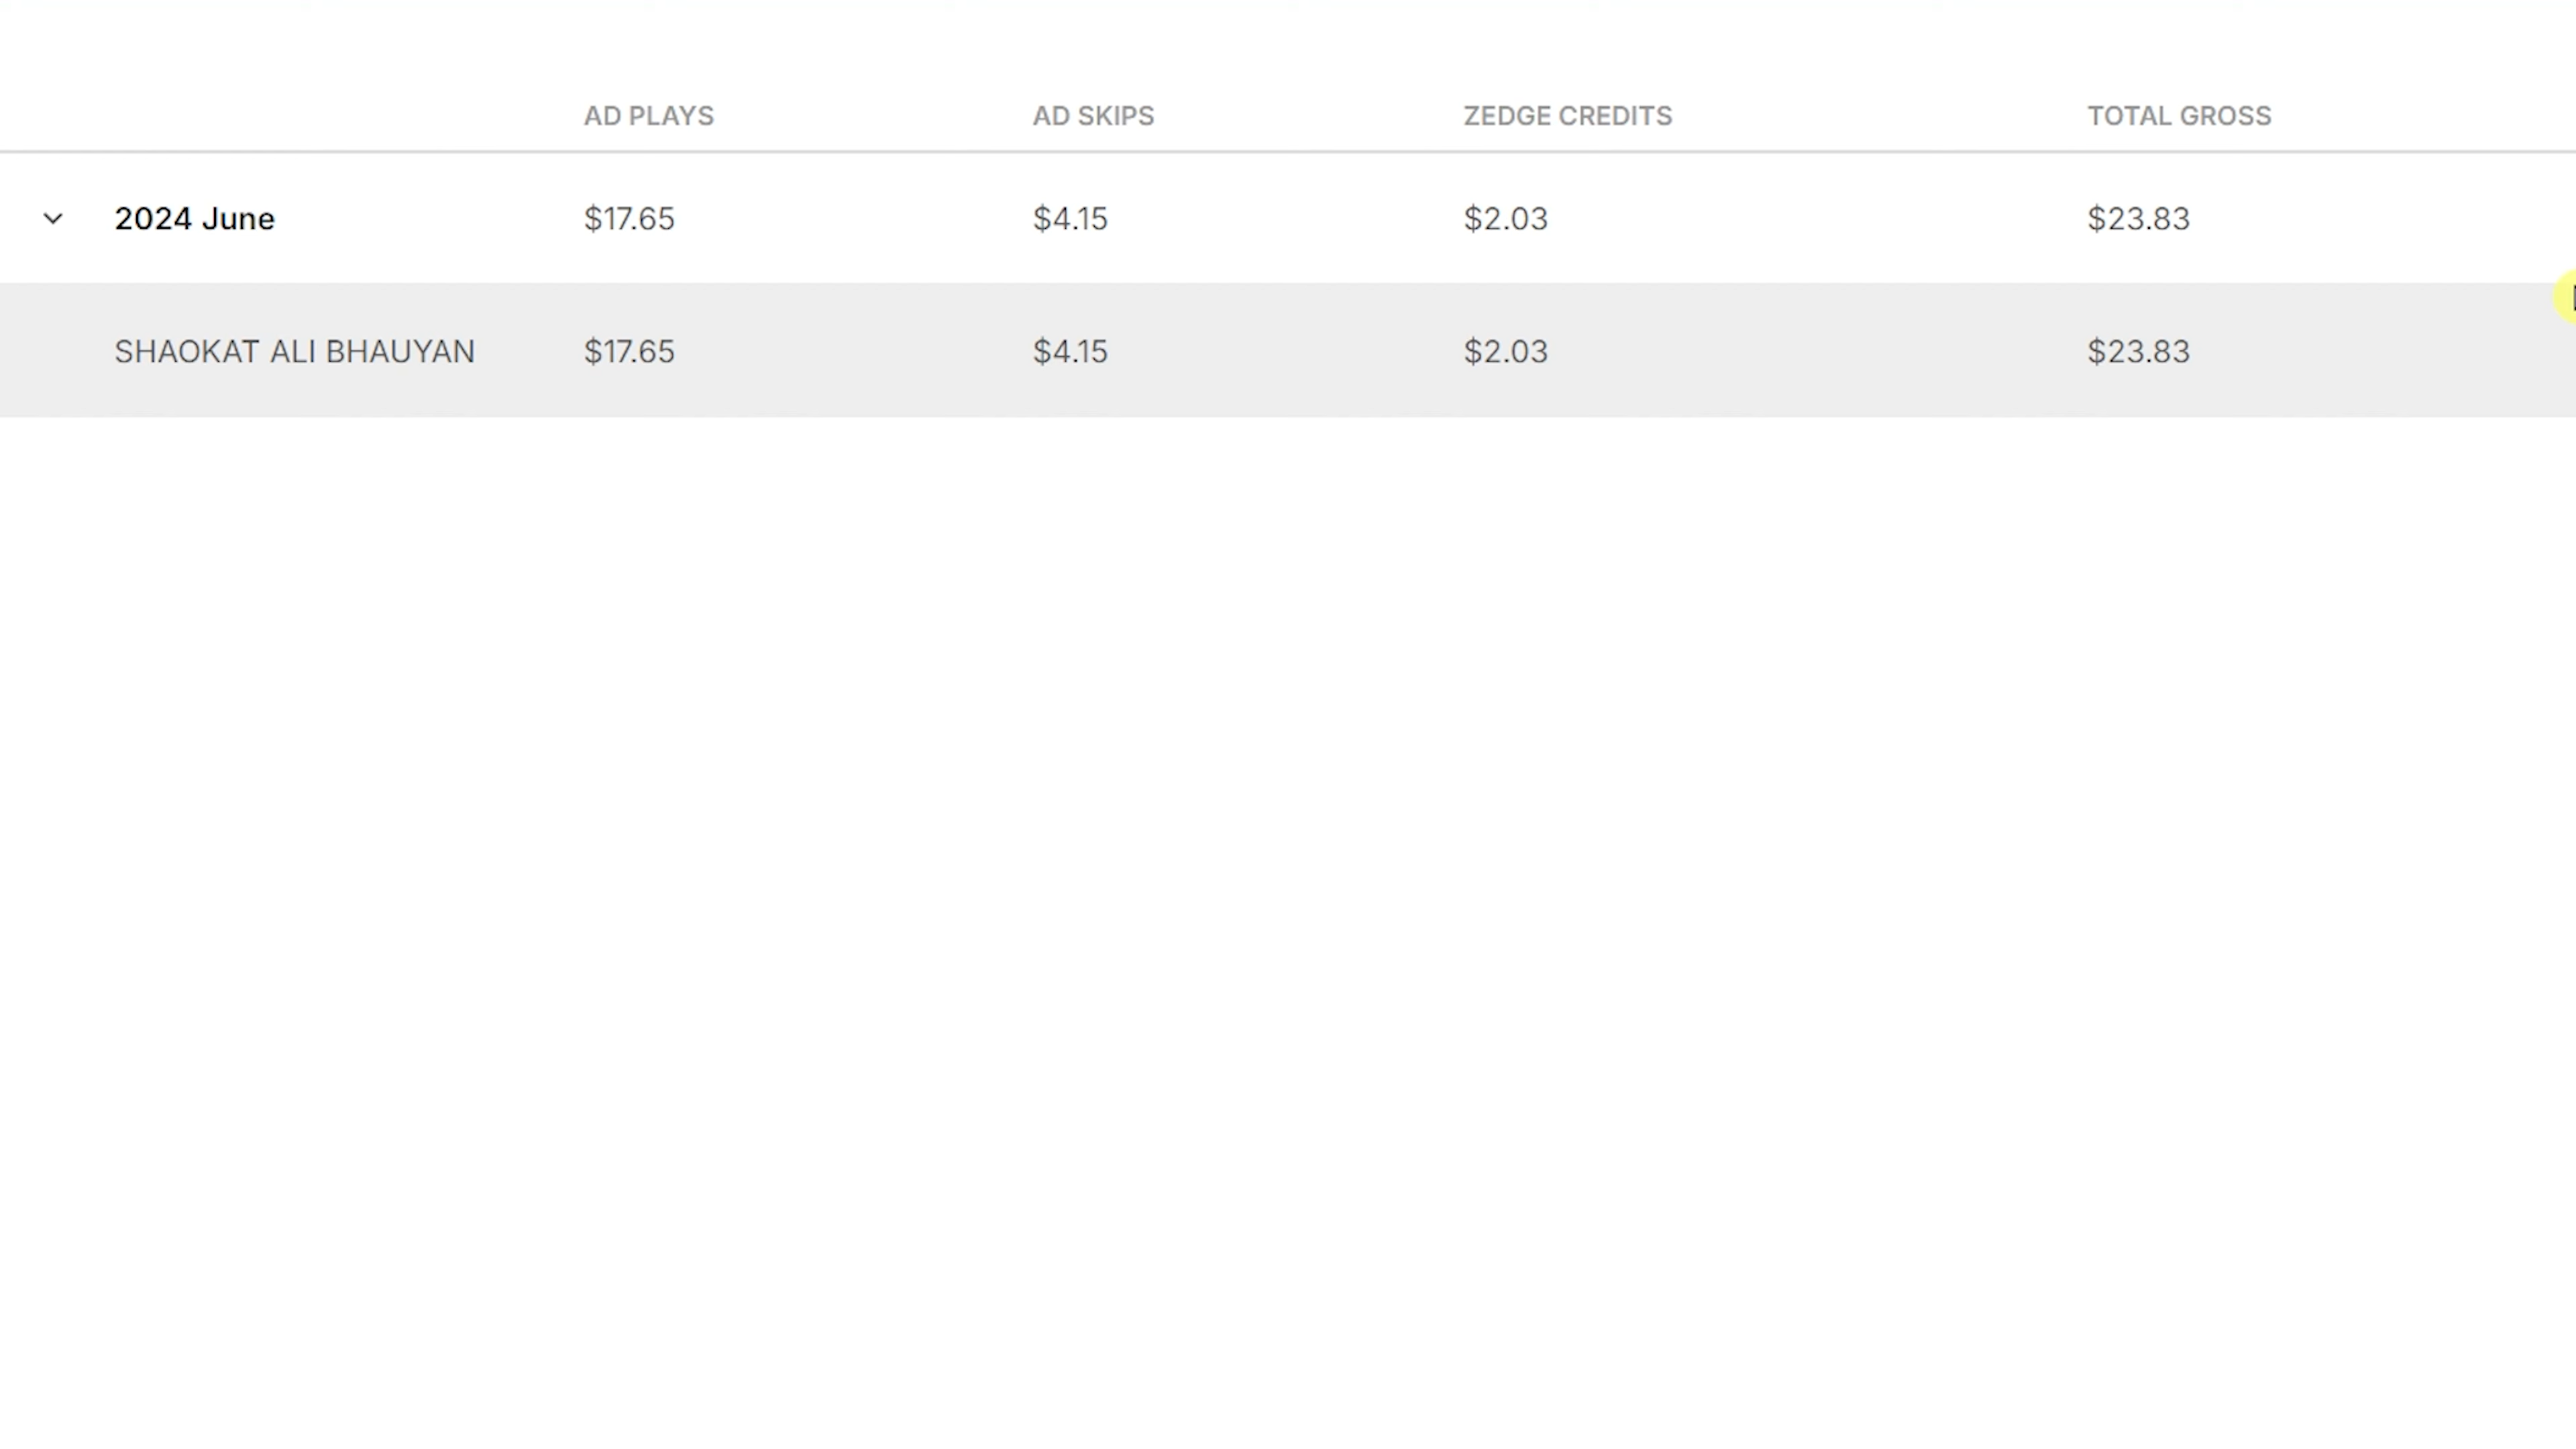 AD PLAYS AD SKIPS ZEDGE CREDITS TOTAL GROSS
2024 June $17.65 $4.15 $2.03 $23.83
SHAOKAT ALI BHAUYAN $17.65 $4.15 $2.03 $23.83